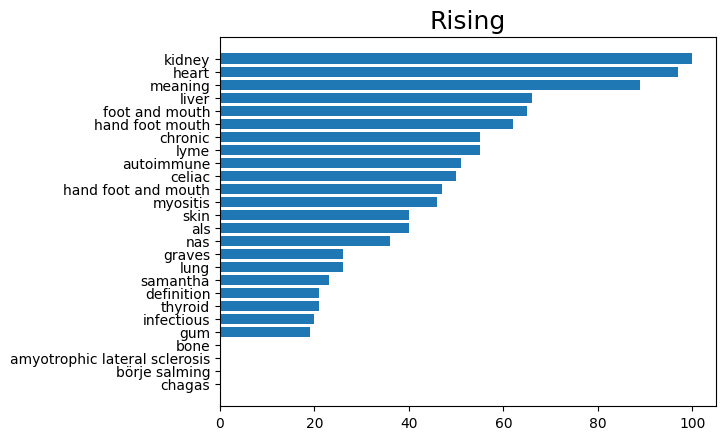 Rising
kidney
heart
meaning
liver
foot and mouth
hand foot mouth
chronic
lyme
autoimmune
celiac
hand foot and mouth
myositis
skin
als
nas
graves
lung
samantha
definition
thyroid
infectious
gum
bone
amyotrophic lateral sclerosis
börje salming
chagas
0 20 40 60 80 100